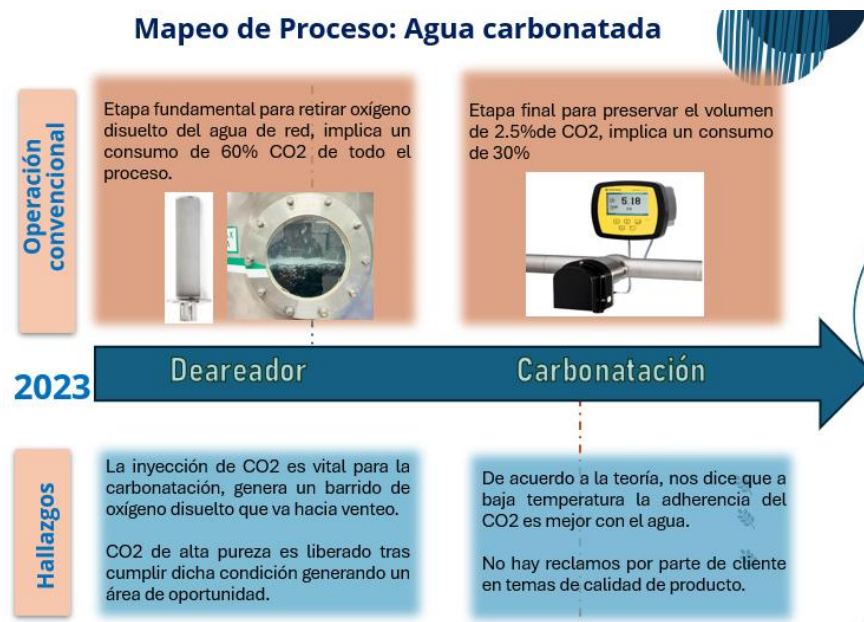 Mapeo de Proceso: Agua carbonatada
Operación
convencional
Etapa fundamental para retirar oxígeno
disuelto del agua de red, implica un
consumo de 60% CO2 de todo el
proceso.
Etapa final para preservar el volumen
de 2.5%de CO2, implica un consumo
de 30%
5.18
2023
Deareador
Carbonatación
Hallazgos
La inyección de CO2 es vital para la
carbonatación, genera un barrido de
oxígeno disuelto que va hacia venteo.
CO2 de alta pureza es liberado tras
cumplir dicha condición generando un
área de oportunidad.
De acuerdo a la teoría, nos dice que a
baja temperatura la adherencia del
CO2 es mejor con el agua.
No hay reclamos por parte de cliente
en temas de calidad de producto.